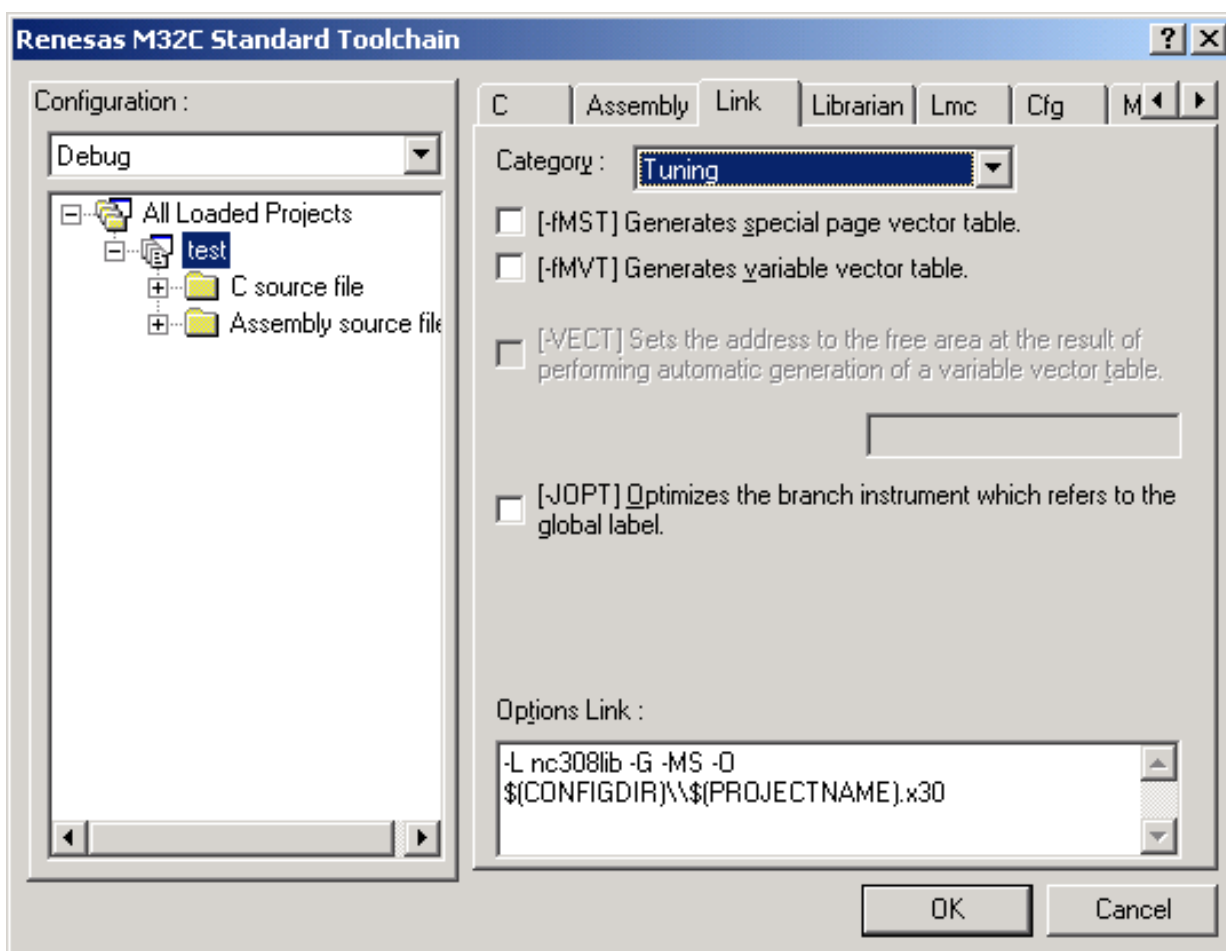 Renesas M32C Standard Toolchain
Configuration :
Debug
All Loaded Projects
test
C source file
Assembly source file
C Assembly Link Librarian Lmc Cfg M
Category : Tuning
[-fMST] Generates special page vector table.
[-fMVT] Generates variable vector table.
[-VECT] Sets the address to the free area at the result of
performing automatic generation of a variable vector table.
[-JOPT] Optimizes the branch instrument which refers to the
global label.
Options Link :
-L nc308lib -G -MS -O
$(CONFIGDIR)\\$(PROJECTNAME).x30
OK Cancel